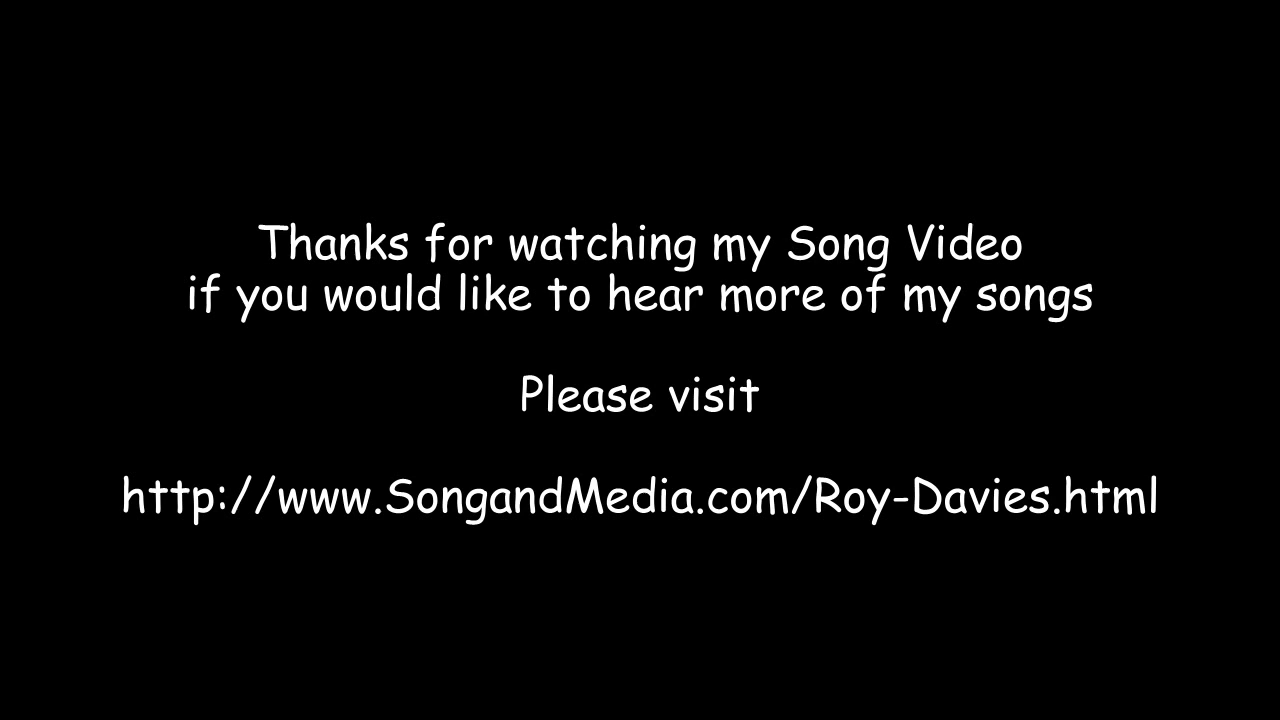 Thanks for watching my Song Video
if you would like to hear more of my songs
Please visit
http://www.SongandMedia.com/Roy-Davies.html